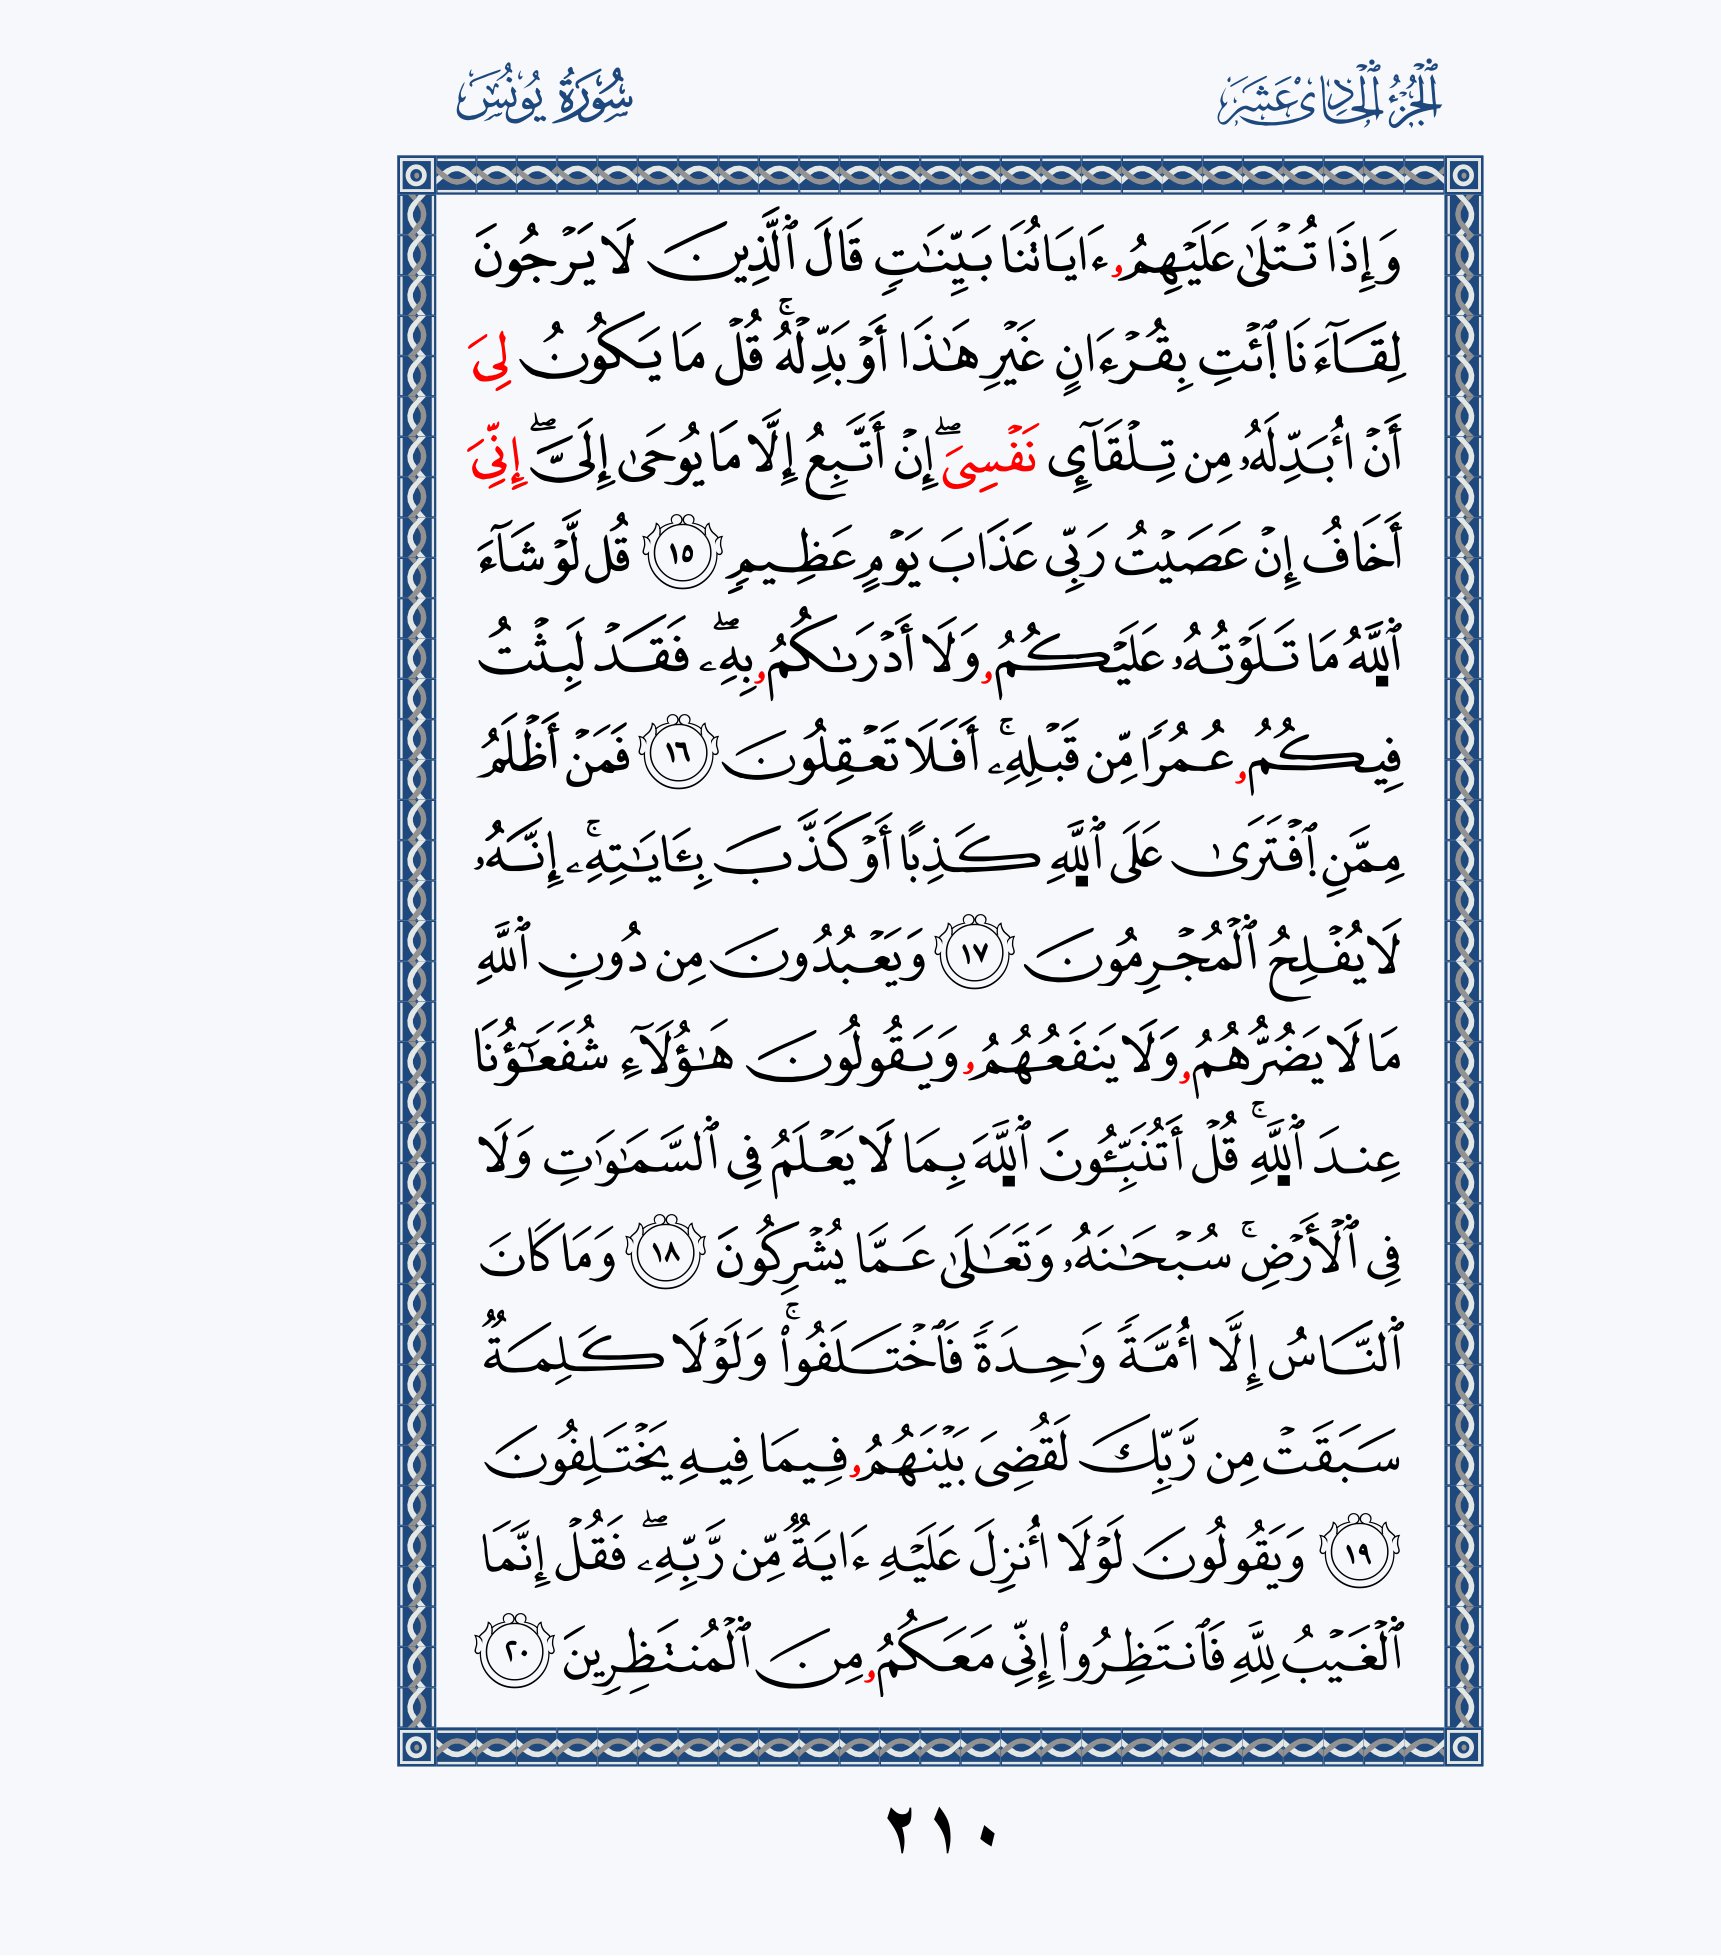 ٱلْجُزْءُ ٱلْحَادِى عَشَرَ
سُورَةُ يُونُسَ
وَإِذَا تُتْلَىٰ عَلَيْهِمُۥ ءَايَاتُنَا بَيِّنَٰتٍ قَالَ ٱلَّذِينَ لَا يَرْجُونَ
لِقَآءَنَا ٱئْتِ بِقُرْءَانٍ غَيْرِ هَٰذَا أَوْ بَدِّلْهُۚ قُلْ مَا يَكُونُ لِىَ
أَنْ أُبَدِّلَهُۥ مِن تِلْقَآئِ نَفْسِىَۖ إِنْ أَتَّبِعُ إِلَّا مَا يُوحَىٰ إِلَىَّۖ إِنِّىَ
أَخَافُ إِنْ عَصَيْتُ رَبِّى عَذَابَ يَوْمٍ عَظِيمٍ ١٥ قُل لَّوْ شَآءَ
ٱللَّهُ مَا تَلَوْتُهُۥ عَلَيْكُمُۥ وَلَا أَدْرَىٰكُمُۥ بِهِۦۖ فَقَدْ لَبِثْتُ
فِيكُمُۥ عُمُرًا مِّن قَبْلِهِۦۚ أَفَلَا تَعْقِلُونَ ١٦ فَمَنْ أَظْلَمُ
مِمَّنِ ٱفْتَرَىٰ عَلَى ٱللَّهِ كَذِبًا أَوْ كَذَّبَ بِـَٔايَٰتِهِۦۚ إِنَّهُۥ
لَا يُفْلِحُ ٱلْمُجْرِمُونَ ١٧ وَيَعْبُدُونَ مِن دُونِ ٱللَّهِ
مَا لَا يَضُرُّهُمُۥ وَلَا يَنفَعُهُمُۥ وَيَقُولُونَ هَٰؤُلَآءِ شُفَعَٰٓؤُنَا
عِندَ ٱللَّهِۚ قُلْ أَتُنَبِّـُٔونَ ٱللَّهَ بِمَا لَا يَعْلَمُ فِى ٱلسَّمَٰوَٰتِ وَلَا
فِى ٱلْأَرْضِۚ سُبْحَٰنَهُۥ وَتَعَٰلَىٰ عَمَّا يُشْرِكُونَ ١٨ وَمَا كَانَ
ٱلنَّاسُ إِلَّا أُمَّةً وَٰحِدَةً فَٱخْتَلَفُوا۟ۚ وَلَوْلَا كَلِمَةٌ
سَبَقَتْ مِن رَّبِّكَ لَقُضِىَ بَيْنَهُمُۥ فِيمَا فِيهِ يَخْتَلِفُونَ
١٩ وَيَقُولُونَ لَوْلَا أُنزِلَ عَلَيْهِ ءَايَةٌ مِّن رَّبِّهِۦۖ فَقُلْ إِنَّمَا
ٱلْغَيْبُ لِلَّهِ فَٱنتَظِرُوا۟ إِنِّى مَعَكُمُۥ مِنَ ٱلْمُنتَظِرِينَ ٢٠
٢١٠